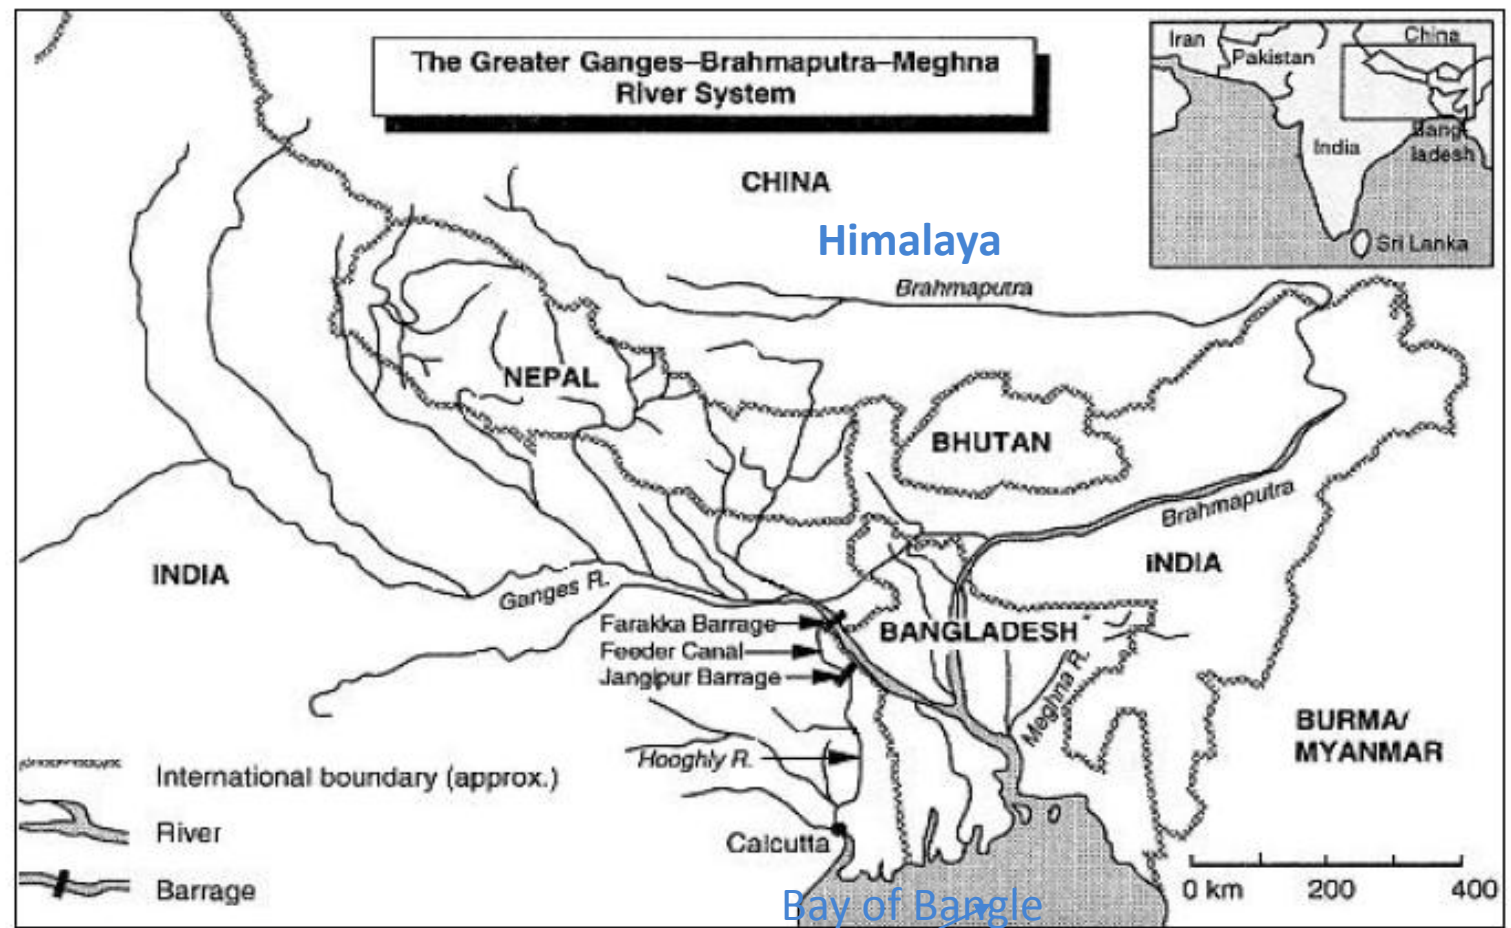 The Greater Ganges–Brahmaputra–Meghna
River System
Iran
Pakistan
China
India
Bang-
ladesh
Sri Lanka
CHINA
Himalaya
Brahmaputra
NEPAL
BHUTAN
Brahmaputra
INDIA
INDIA
Ganges R.
Farakka Barrage
Feeder Canal
Jangipur Barrage
BANGLADESH
Meghna R.
BURMA/
MYANMAR
Hooghly R.
Calcutta
International boundary (approx.)
River
Barrage
0 km 200 400
Bay of Bangle